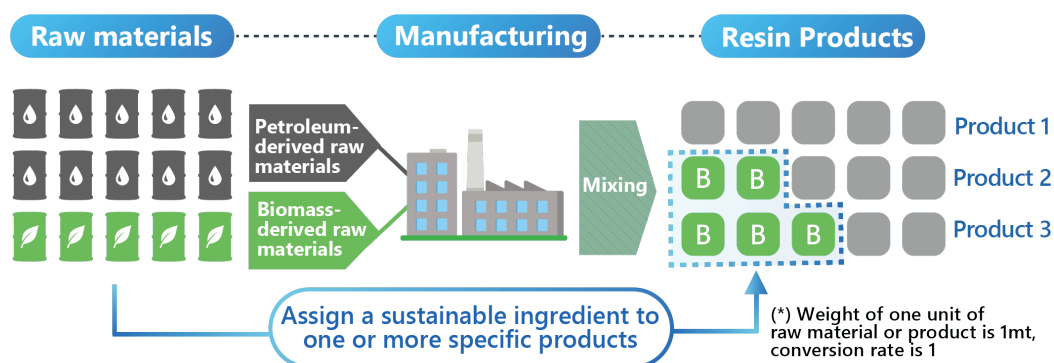 Raw materials
Manufacturing
Resin Products
Petroleum-
derived raw
materials
Biomass-
derived raw
materials
Mixing
Product 1
B B
Product 2
B B B
Product 3
Assign a sustainable ingredient to
one or more specific products
(*) Weight of one unit of
raw material or product is 1mt,
conversion rate is 1